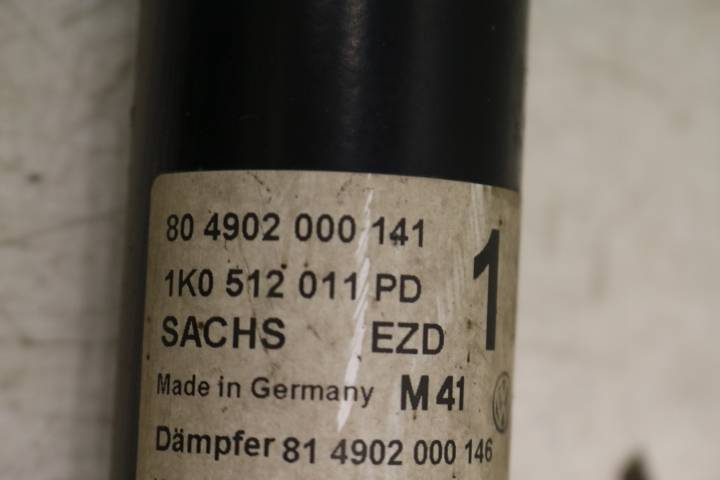 80 4902 000 141
1K0 512 011 PD 1
SACHS EZD
Made in Germany M41
Dämpfer 81 4902 000 146